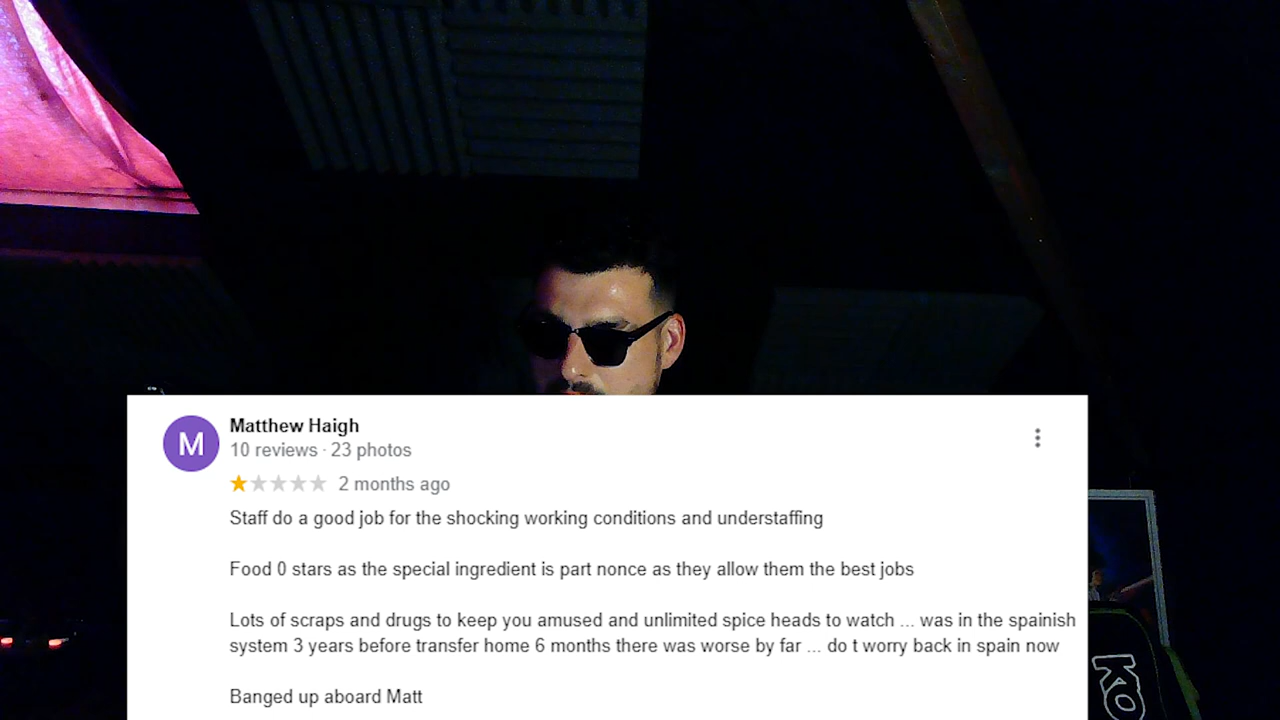 Matthew Haigh
10 reviews · 23 photos
2 months ago
Staff do a good job for the shocking working conditions and understaffing
Food 0 stars as the special ingredient is part nonce as they allow them the best jobs
Lots of scraps and drugs to keep you amused and unlimited spice heads to watch ... was in the spainish
system 3 years before transfer home 6 months there was worse by far ... do t worry back in spain now
Banged up aboard Matt
M
KO